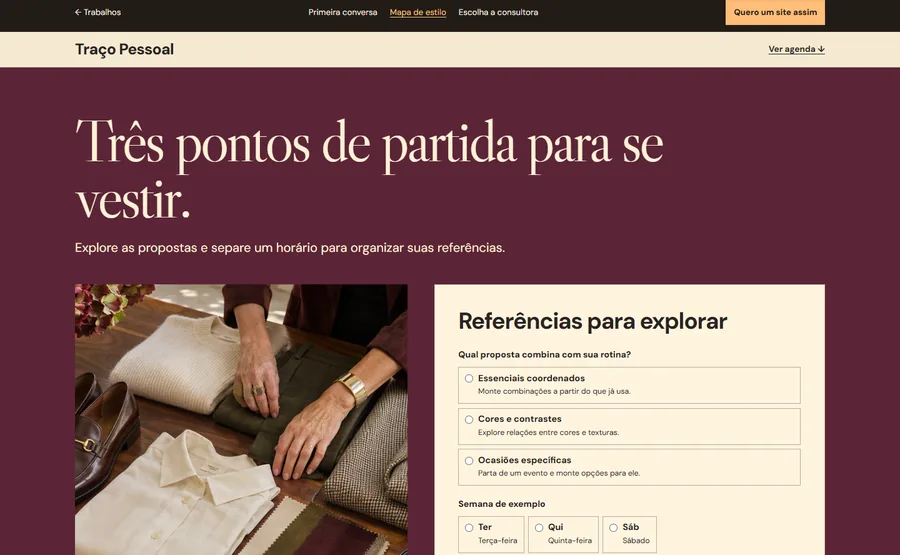 ← Trabalhos
Primeira conversa
Mapa de estilo
Escolha a consultora
Quero um site assim
Traço Pessoal
Ver agenda ↓
Três pontos de partida para se
vestir.
Explore as propostas e separe um horário para organizar suas referências.
Referências para explorar
Qual proposta combina com sua rotina?
Essenciais coordenados
Monte combinações a partir do que já usa.
Cores e contrastes
Explore relações entre cores e texturas.
Ocasiões específicas
Parta de um evento e monte opções para ele.
Semana de exemplo
Ter
Terça-feira
Qui
Quinta-feira
Sáb
Sábado